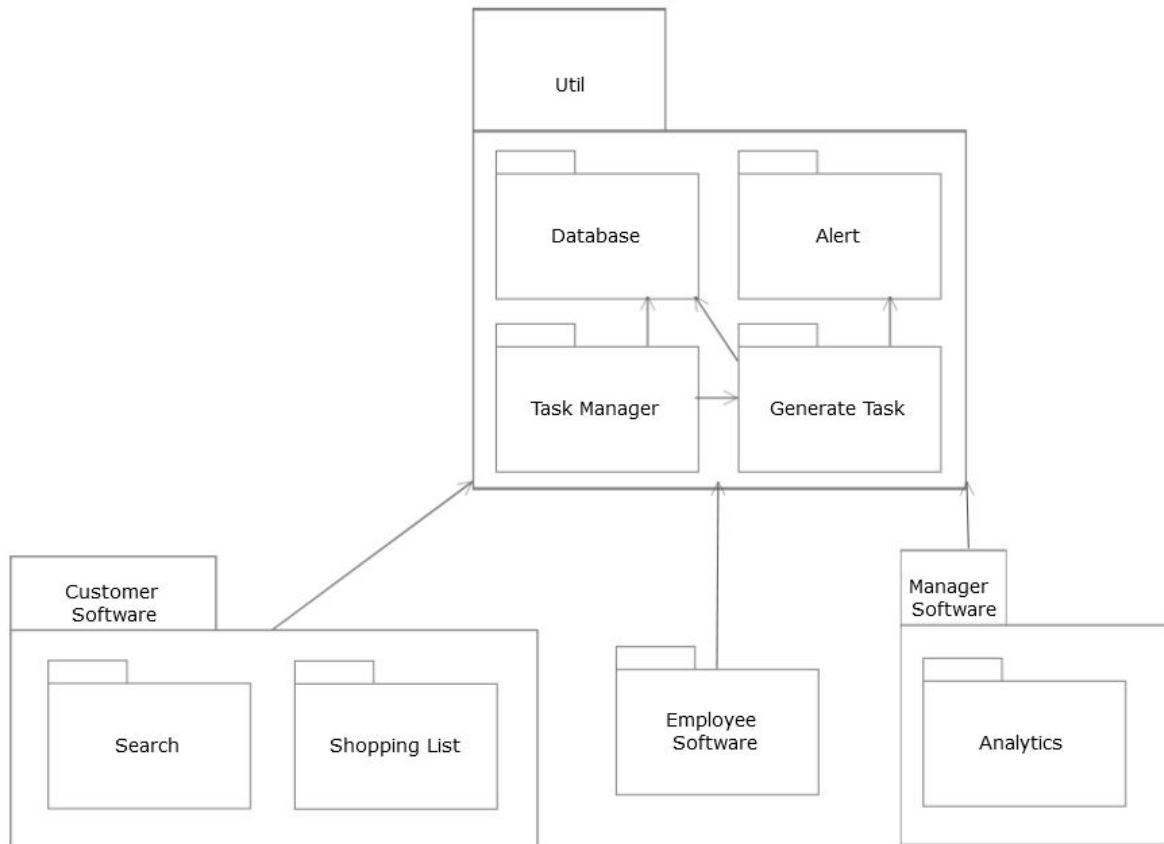 Util
Database
Alert
Task Manager
Generate Task
Customer
Software
Manager
Software
Search
Shopping List
Employee
Software
Analytics